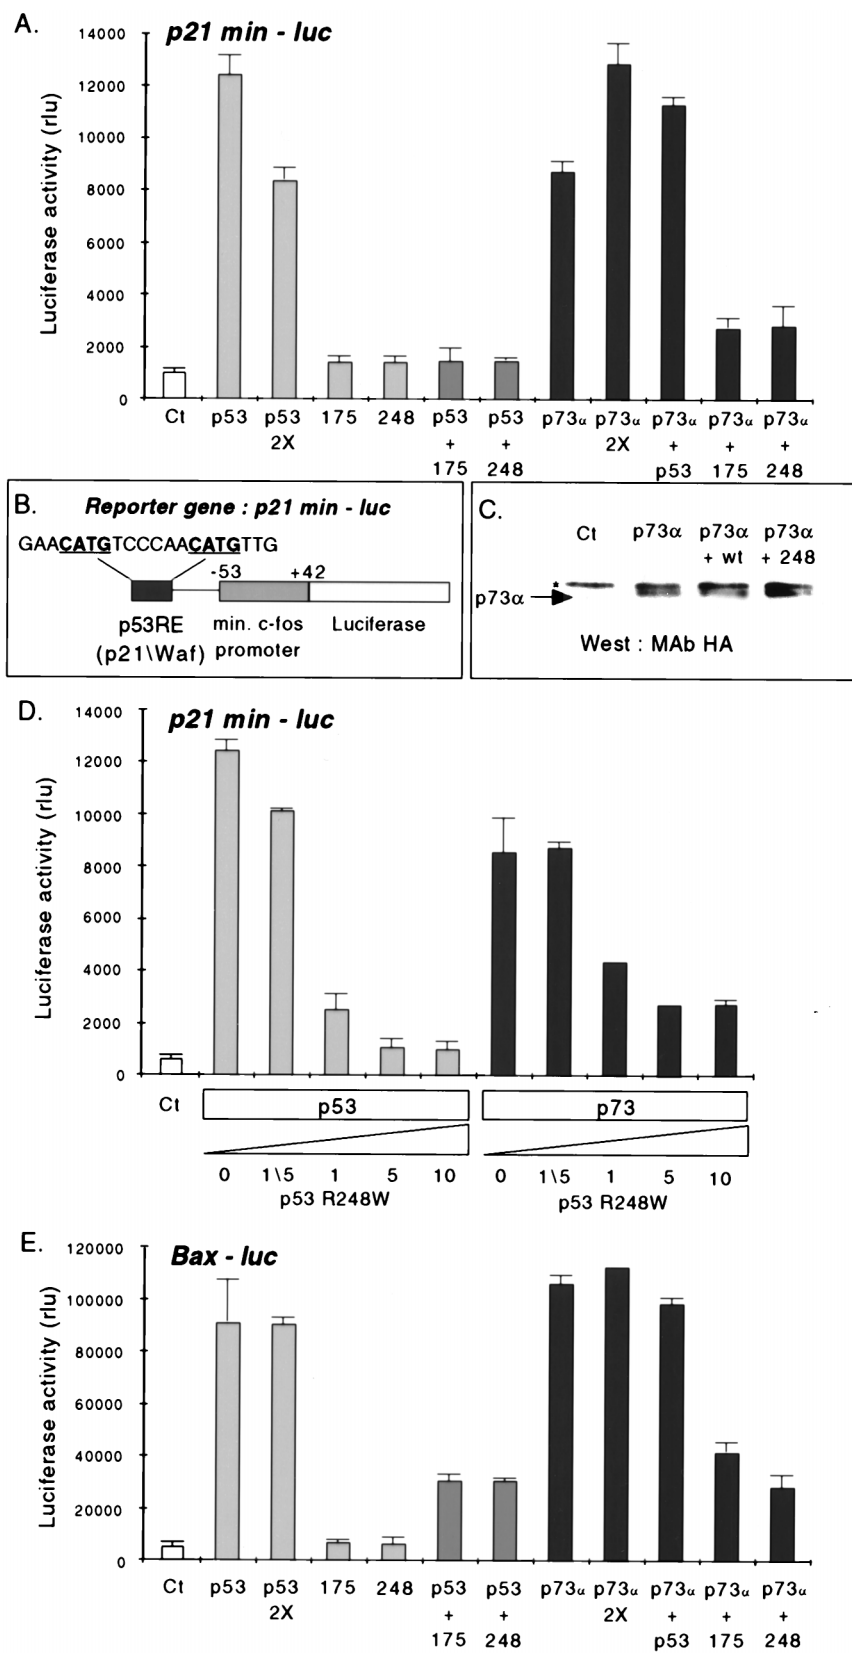 A.
p21 min - luc
Luciferase activity (rlu)
14000
12000
10000
8000
6000
4000
2000
0
Ct p53 p53 175 248 p53 p53 p73α p73α p73α p73α p73α
2X + + 2X + + +
175 248 p53 175 248
B.
Reporter gene : p21 min - luc
GAACATGTCCCAACATGTTG
-53 +42
p53RE min. c-fos Luciferase
(p21\Waf) promoter
C.
Ct p73α p73α p73α
+ wt + 248
*
p73α
West : MAb HA
D.
p21 min - luc
Luciferase activity (rlu)
14000
12000
10000
8000
6000
4000
2000
0
Ct p53 p73
0 1\5 1 5 10 0 1\5 1 5 10
p53 R248W p53 R248W
E.
Bax - luc
Luciferase activity (rlu)
120000
100000
80000
60000
40000
20000
0
Ct p53 p53 175 248 p53 p53 p73α p73α p73α p73α p73α
2X + + 2X + + +
175 248 p53 175 248